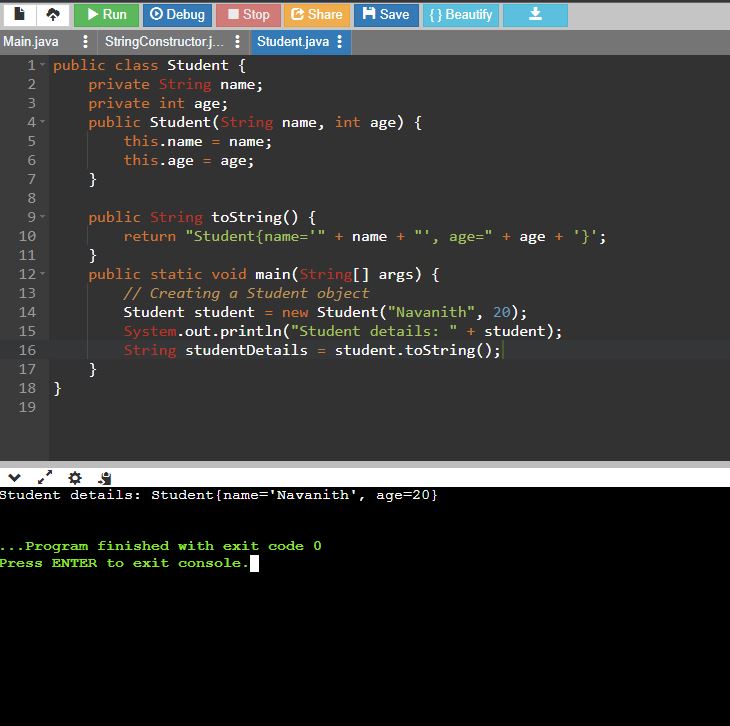 Run Debug Stop Share Save { } Beautify
Main.java StringConstructor.j... Student.java
1 public class Student {
2     private String name;
3     private int age;
4     public Student(String name, int age) {
5         this.name = name;
6         this.age = age;
7     }
8
9     public String toString() {
10         return "Student{name='" + name + "', age=" + age + '}';
11     }
12     public static void main(String[] args) {
13         // Creating a Student object
14         Student student = new Student("Navanith", 20);
15         System.out.println("Student details: " + student);
16         String studentDetails = student.toString();
17     }
18 }
19
Student details: Student{name='Navanith', age=20}
...Program finished with exit code 0
Press ENTER to exit console.